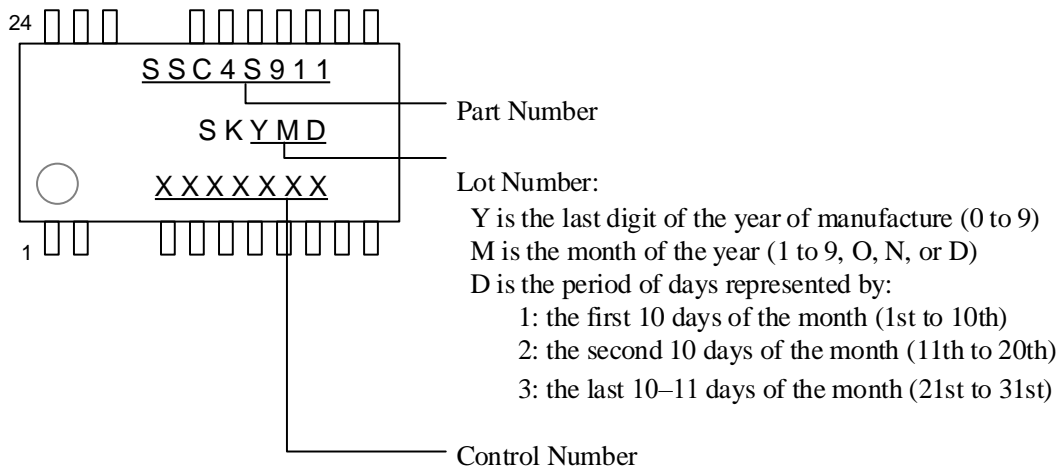 24
SSC4S911
Part Number
SKYMD
Lot Number:
XXXXXXX
Y is the last digit of the year of manufacture (0 to 9)
1
M is the month of the year (1 to 9, O, N, or D)
D is the period of days represented by:
1: the first 10 days of the month (1st to 10th)
2: the second 10 days of the month (11th to 20th)
3: the last 10–11 days of the month (21st to 31st)
Control Number